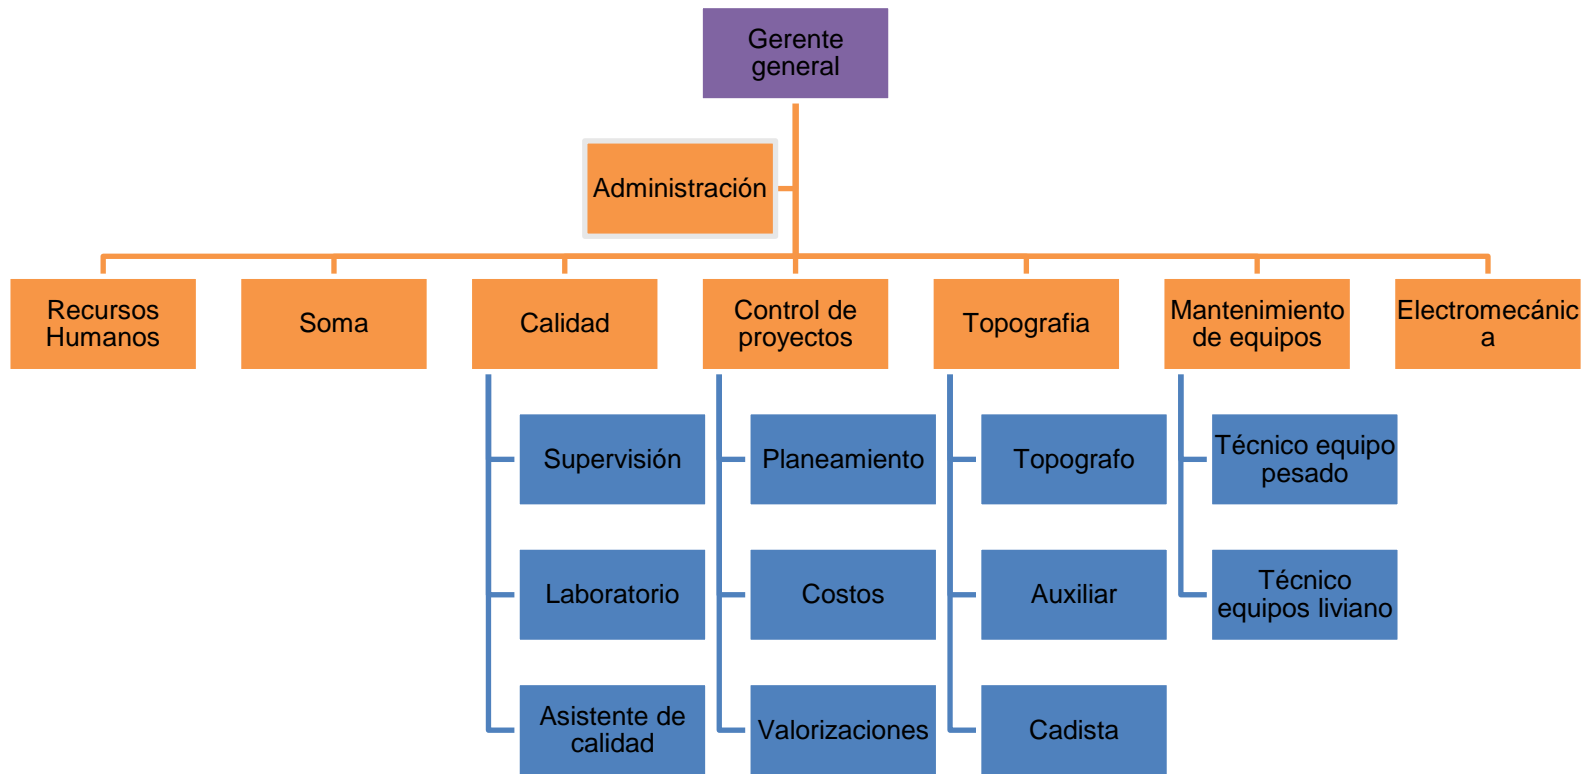 Gerente
general
Administración
Recursos
Humanos
Soma
Calidad
Control de
proyectos
Topografia
Mantenimiento
de equipos
Electromecánic
a
Supervisión
Planeamiento
Topografo
Técnico equipo
pesado
Laboratorio
Costos
Auxiliar
Técnico
equipos liviano
Asistente de
calidad
Valorizaciones
Cadista